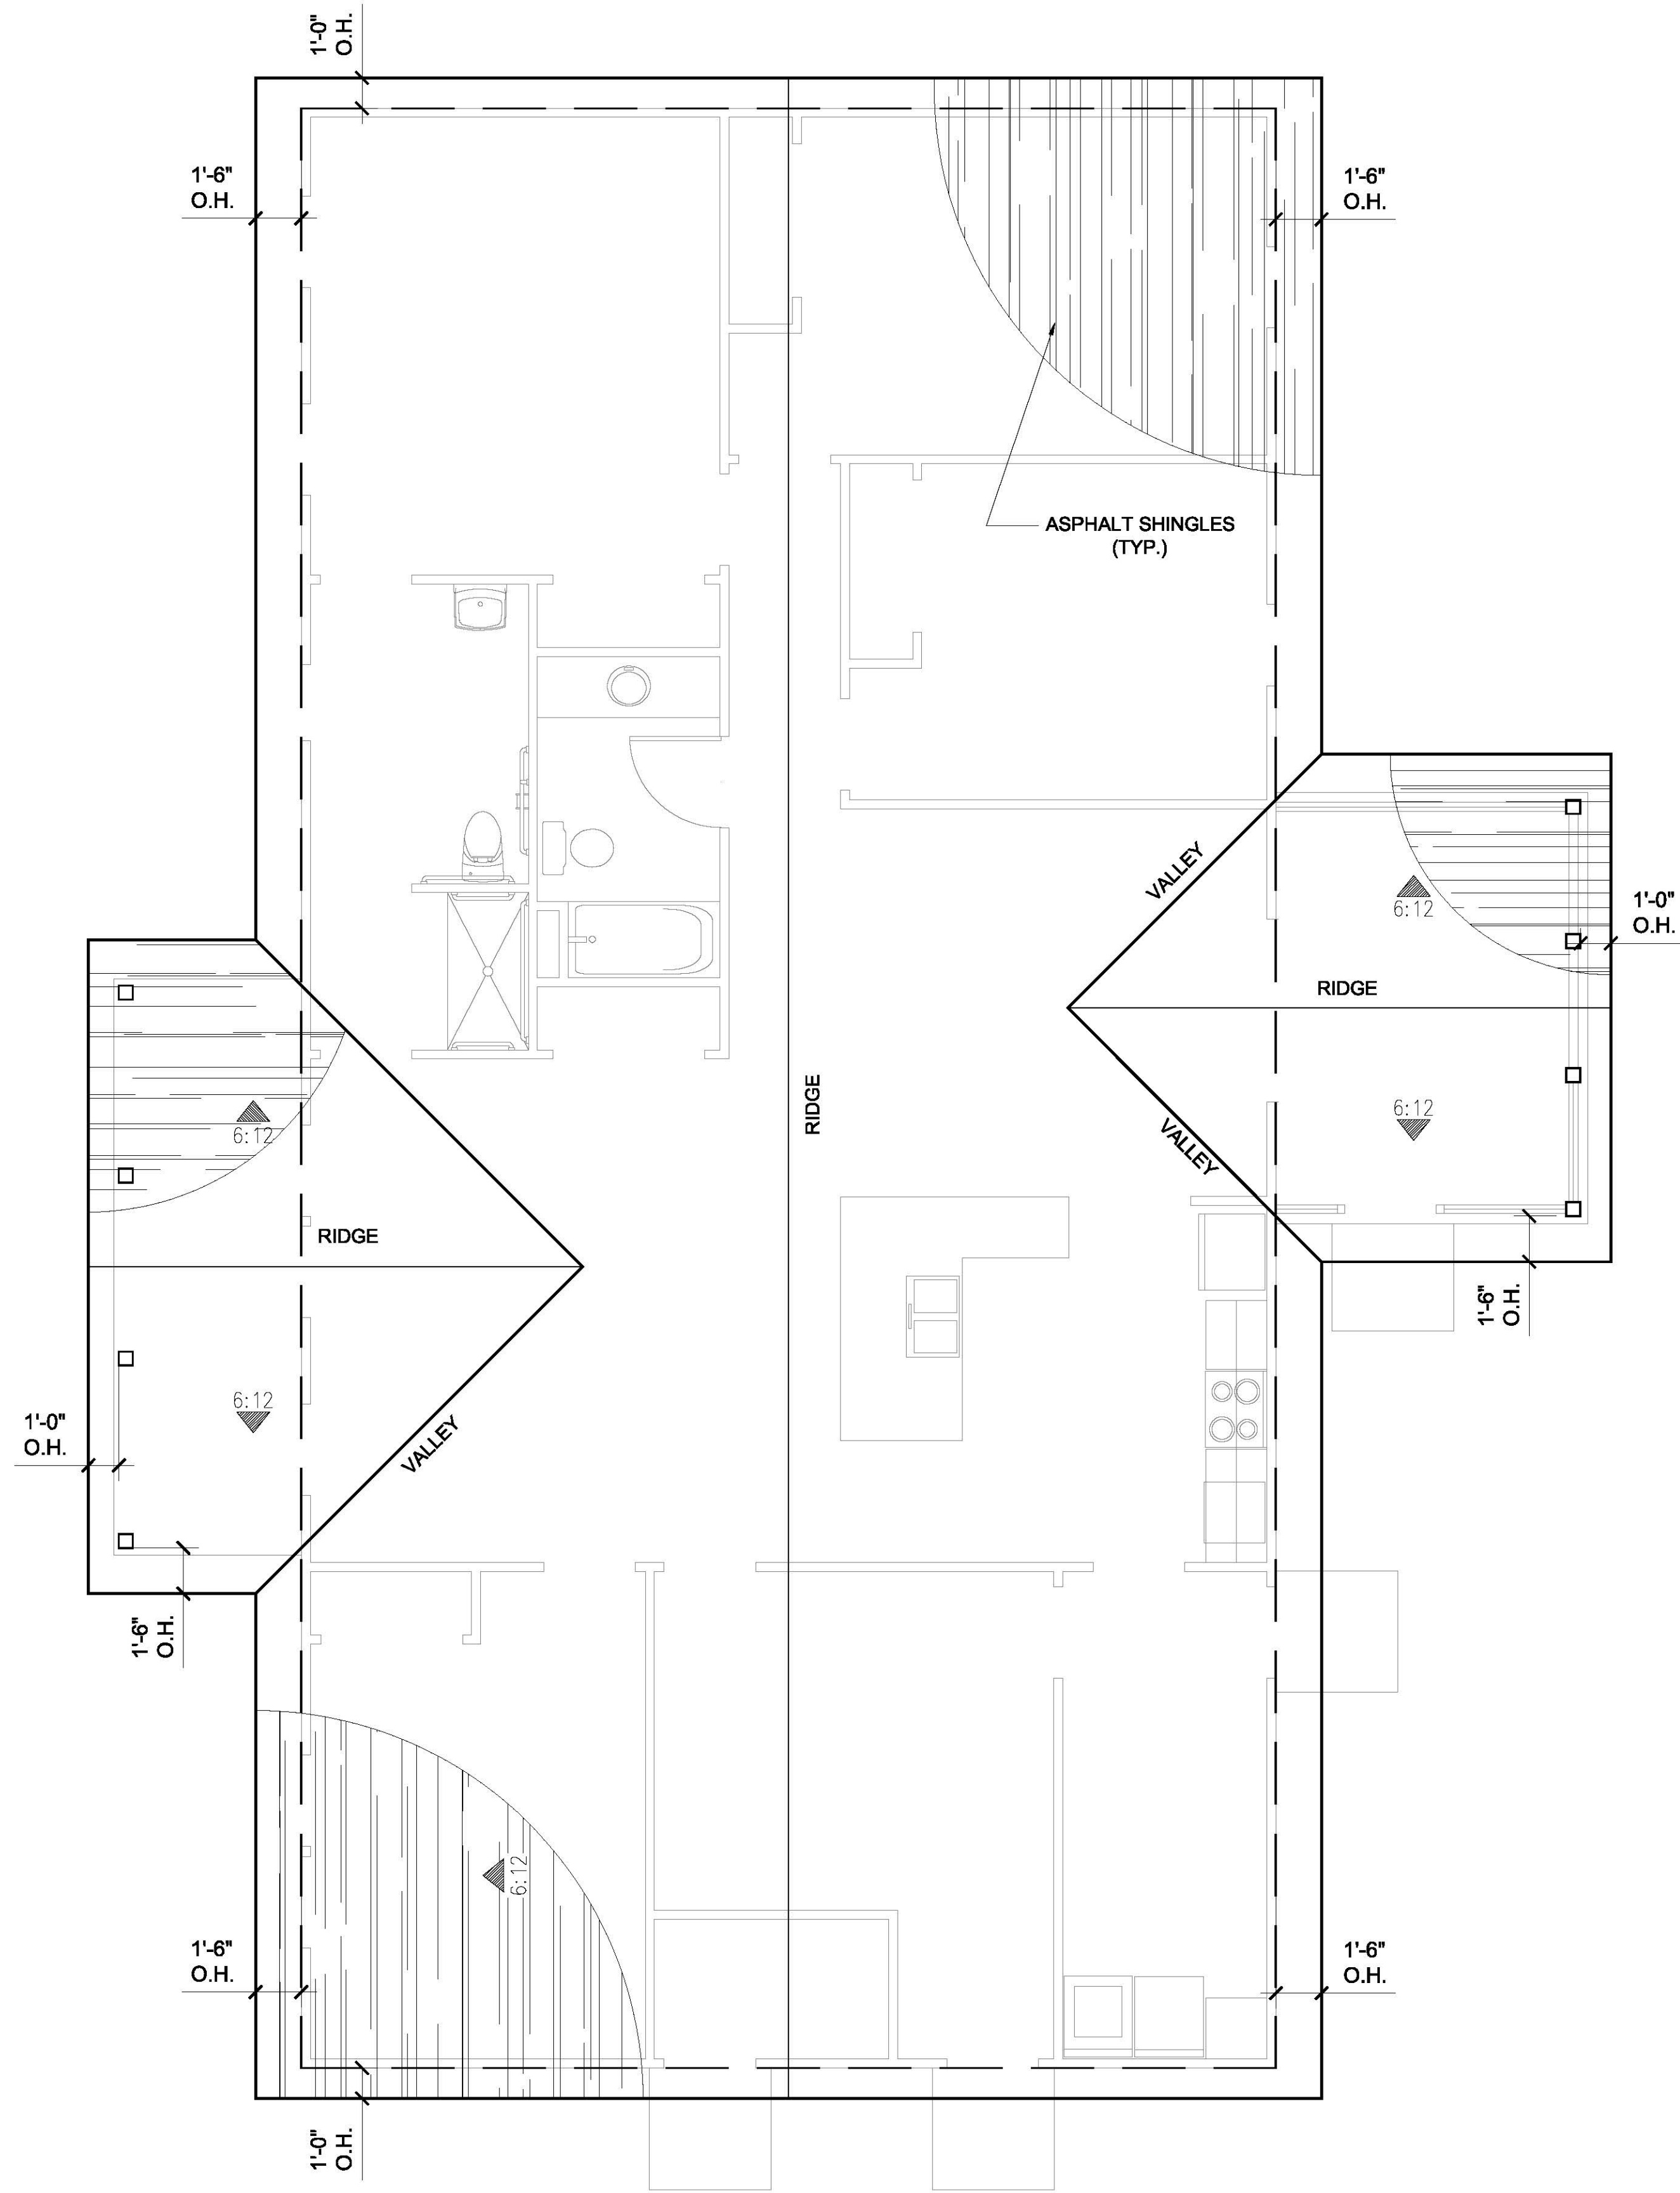 1'-0"
O.H.
1'-6"
O.H.
1'-6"
O.H.
ASPHALT SHINGLES
(TYP.)
VALLEY
6:12
1'-0"
O.H.
RIDGE
RIDGE
6:12
VALLEY
6:12
RIDGE
1'-6"
O.H.
6:12
1'-0"
O.H.
VALLEY
1'-6"
O.H.
6:12
1'-6"
O.H.
1'-6"
O.H.
1'-0"
O.H.